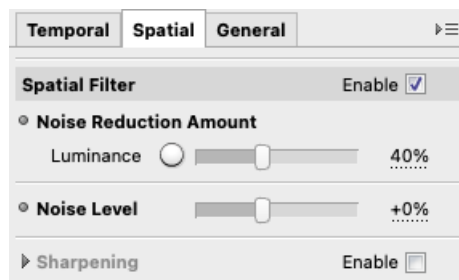 Temporal Spatial General
Spatial Filter Enable
Noise Reduction Amount
Luminance 40%
Noise Level +0%
Sharpening Enable